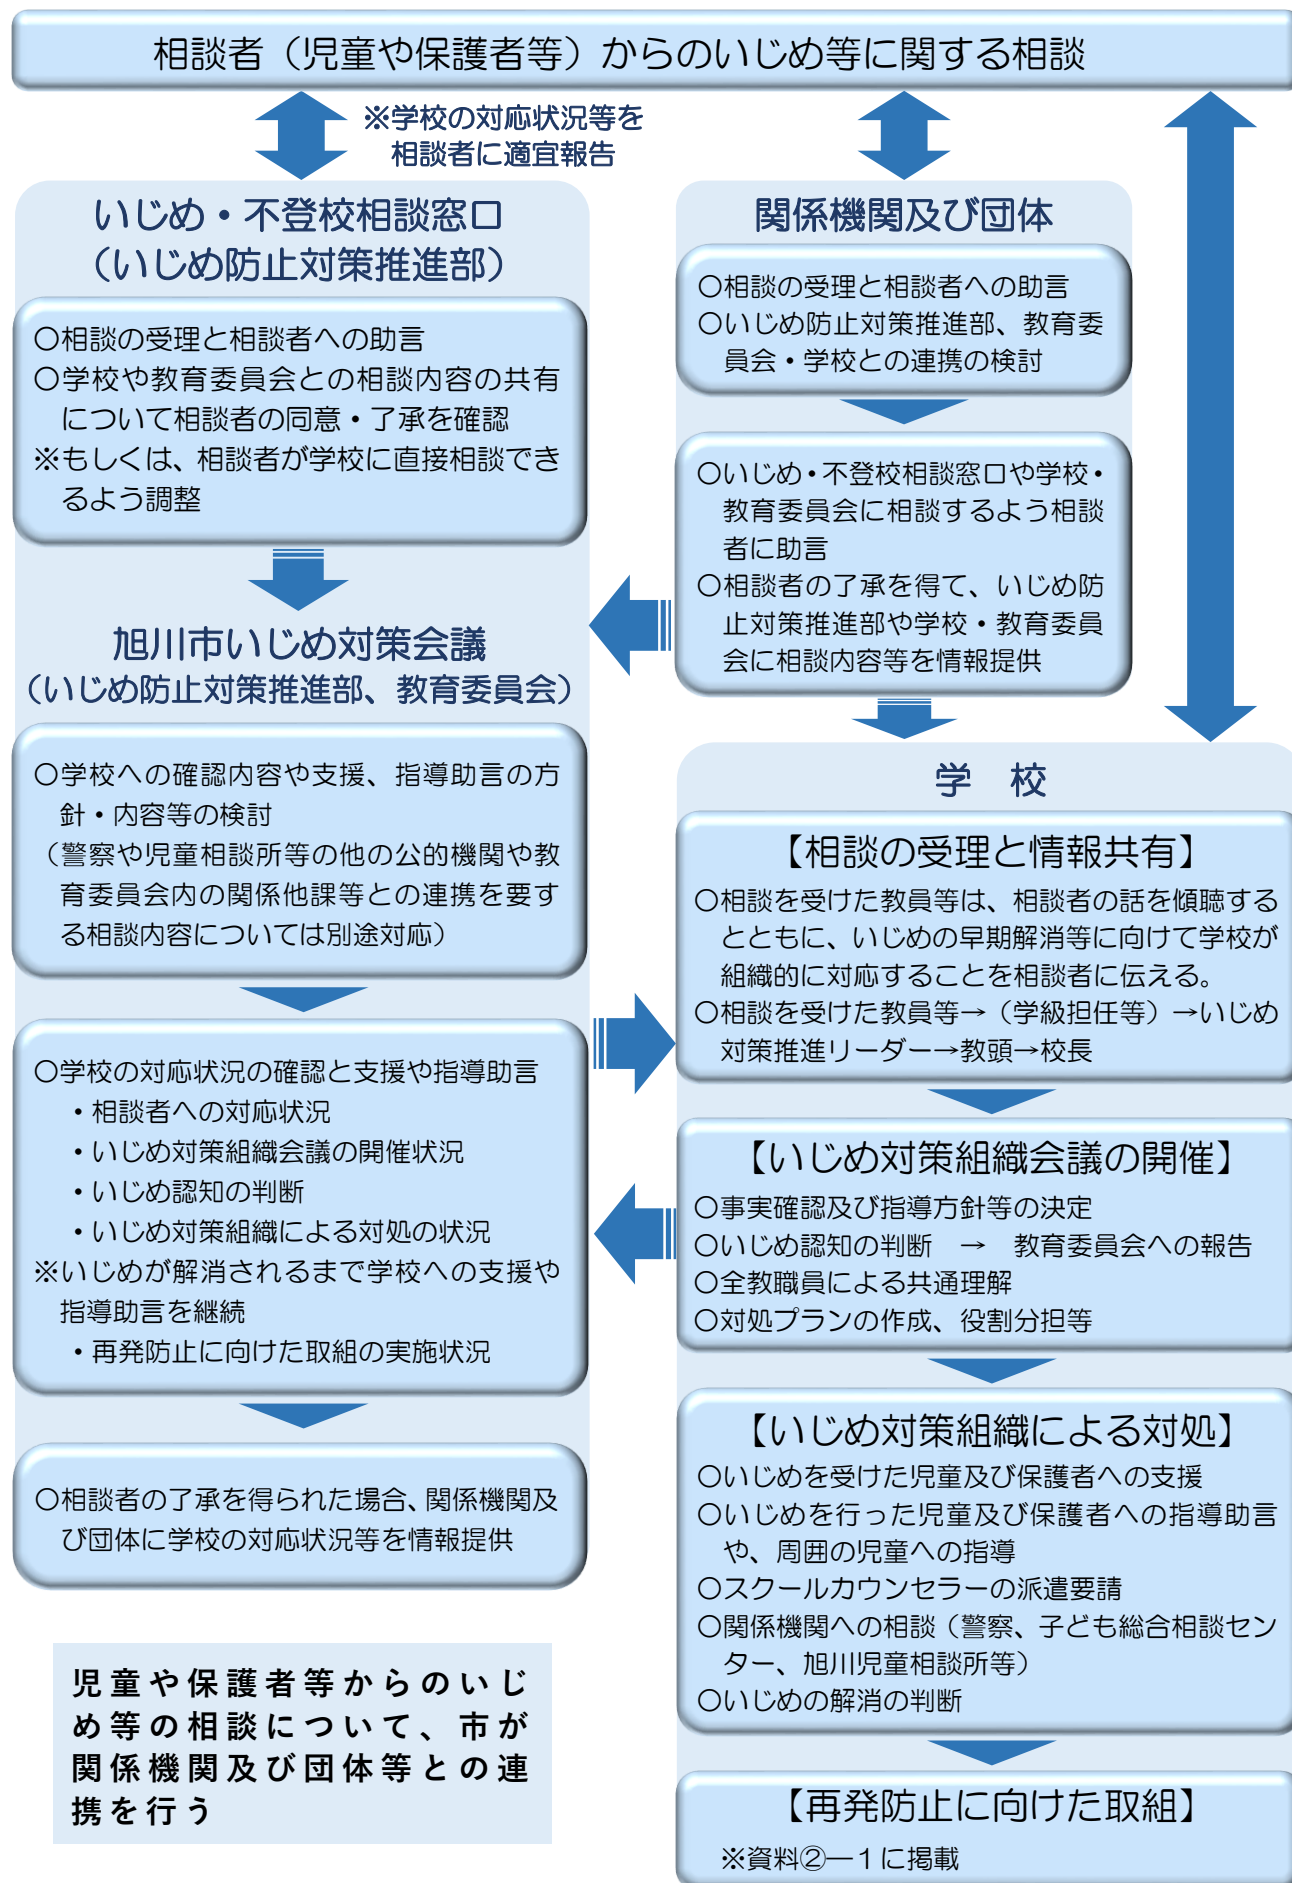 相談者（児童や保護者等）からのいじめ等に関する相談
※学校の対応状況等を
相談者に適宜報告
いじめ・不登校相談窓口
（いじめ防止対策推進部）
〇相談の受理と相談者への助言
〇学校や教育委員会との相談内容の共有
について相談者の同意・了承を確認
※もしくは、相談者が学校に直接相談でき
るよう調整
旭川市いじめ対策会議
（いじめ防止対策推進部、教育委員会）
〇学校への確認内容や支援、指導助言の方
針・内容等の検討
（警察や児童相談所等の他の公的機関や教
育委員会内の関係他課等との連携を要す
る相談内容については別途対応）
〇学校の対応状況の確認と支援や指導助言
・相談者への対応状況
・いじめ対策組織会議の開催状況
・いじめ認知の判断
・いじめ対策組織による対処の状況
※いじめが解消されるまで学校への支援や
指導助言を継続
・再発防止に向けた取組の実施状況
〇相談者の了承を得られた場合、関係機関及
び団体に学校の対応状況等を情報提供
児童や保護者等からのいじ
め等の相談について、市が
関係機関及び団体等との連
携を行う
関係機関及び団体
〇相談の受理と相談者への助言
〇いじめ防止対策推進部、教育委
員会・学校との連携の検討
〇いじめ・不登校相談窓口や学校・
教育委員会に相談するよう相談
者に助言
〇相談者の了承を得て、いじめ防
止対策推進部や学校・教育委員
会に相談内容等を情報提供
学　校
【相談の受理と情報共有】
〇相談を受けた教員等は、相談者の話を傾聴する
とともに、いじめの早期解消等に向けて学校が
組織的に対応することを相談者に伝える。
〇相談を受けた教員等→（学級担任等）→いじめ
対策推進リーダー→教頭→校長
【いじめ対策組織会議の開催】
〇事実確認及び指導方針等の決定
〇いじめ認知の判断　→　教育委員会への報告
〇全教職員による共通理解
〇対処プランの作成、役割分担等
【いじめ対策組織による対処】
〇いじめを受けた児童及び保護者への支援
〇いじめを行った児童及び保護者への指導助言
や、周囲の児童への指導
〇スクールカウンセラーの派遣要請
〇関係機関への相談（警察、子ども総合相談セン
ター、旭川児童相談所等）
〇いじめの解消の判断
【再発防止に向けた取組】
※資料②―１に掲載